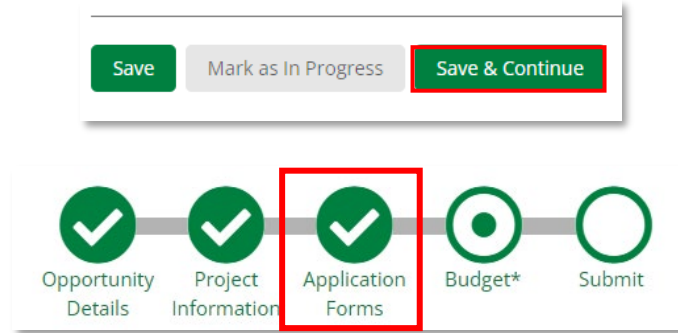 Save Mark as In Progress Save & Continue
Opportunity Project Application Budget* Submit
Details Information Forms